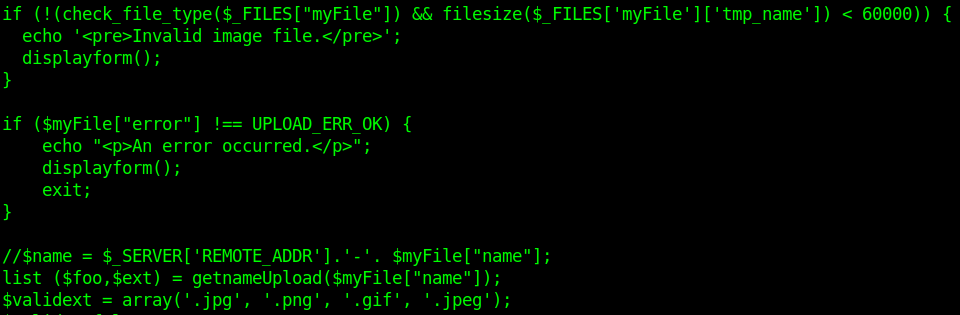 if (!(check_file_type($_FILES["myFile"]) && filesize($_FILES['myFile']['tmp_name']) < 60000)) {
  echo '<pre>Invalid image file.</pre>';
  displayform();
}

if ($myFile["error"] !== UPLOAD_ERR_OK) {
    echo "<p>An error occurred.</p>";
    displayform();
    exit;
}

//$name = $_SERVER['REMOTE_ADDR'].'-'. $myFile["name"];
list ($foo,$ext) = getnameUpload($myFile["name"]);
$validext = array('.jpg', '.png', '.gif', '.jpeg');